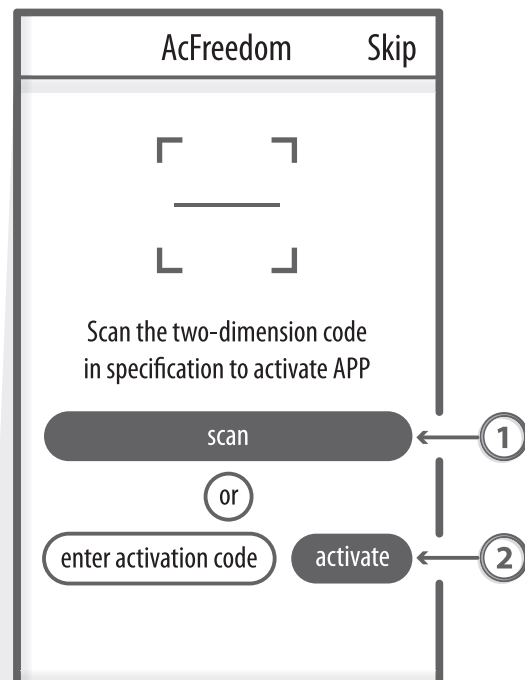 AcFreedom Skip
Scan the two-dimension code
in specification to activate APP
scan
1
or
enter activation code activate
2